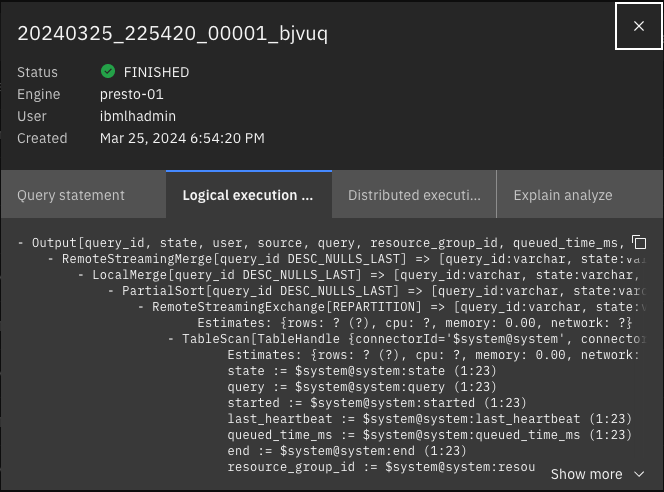 20240325_225420_00001_bjvuq
Status FINISHED
Engine presto-01
User ibmlhadmin
Created Mar 25, 2024 6:54:20 PM
Query statement Logical execution ... Distributed executi... Explain analyze
- Output[query_id, state, user, source, query, resource_group_id, queued_time_ms,
- RemoteStreamingMerge[query_id DESC_NULLS_LAST] => [query_id:varchar, state:va
- LocalMerge[query_id DESC_NULLS_LAST] => [query_id:varchar, state:varchar,
- PartialSort[query_id DESC_NULLS_LAST] => [query_id:varchar, state:varc
- RemoteStreamingExchange[REPARTITION] => [query_id:varchar, state:v
Estimates: {rows: ? (?), cpu: ?, memory: 0.00, network: ?}
- TableScan[TableHandle {connectorId='$system@system', connecto
Estimates: {rows: ? (?), cpu: ?, memory: 0.00, network:
state := $system@system:state (1:23)
query := $system@system:query (1:23)
started := $system@system:started (1:23)
last_heartbeat := $system@system:last_heartbeat (1:23)
queued_time_ms := $system@system:queued_time_ms (1:23)
end := $system@system:end (1:23)
resource_group_id := $system@system:resou
Show more